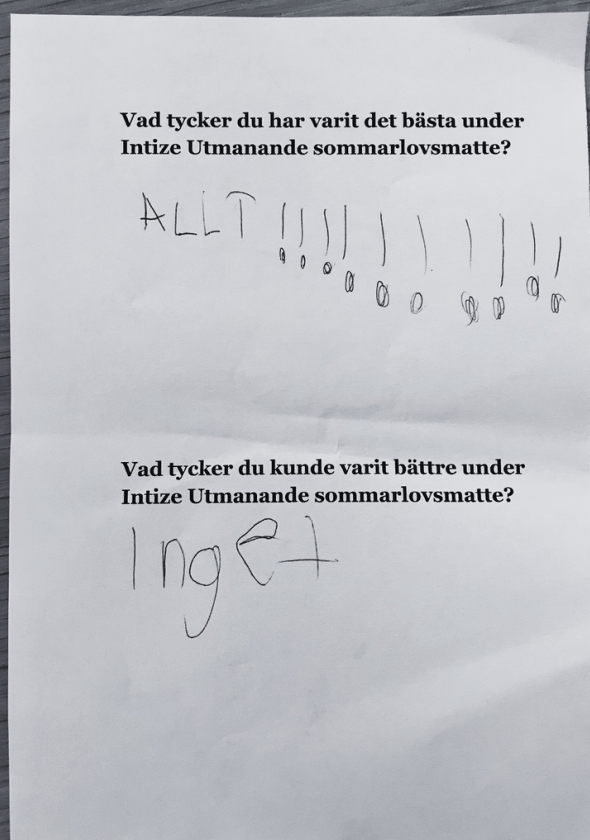 Vad tycker du har varit det bästa under
Intize Utmanande sommarlovsmatte?
ALLT !!!!!!!!!!
Vad tycker du kunde varit bättre under
Intize Utmanande sommarlovsmatte?
Inget